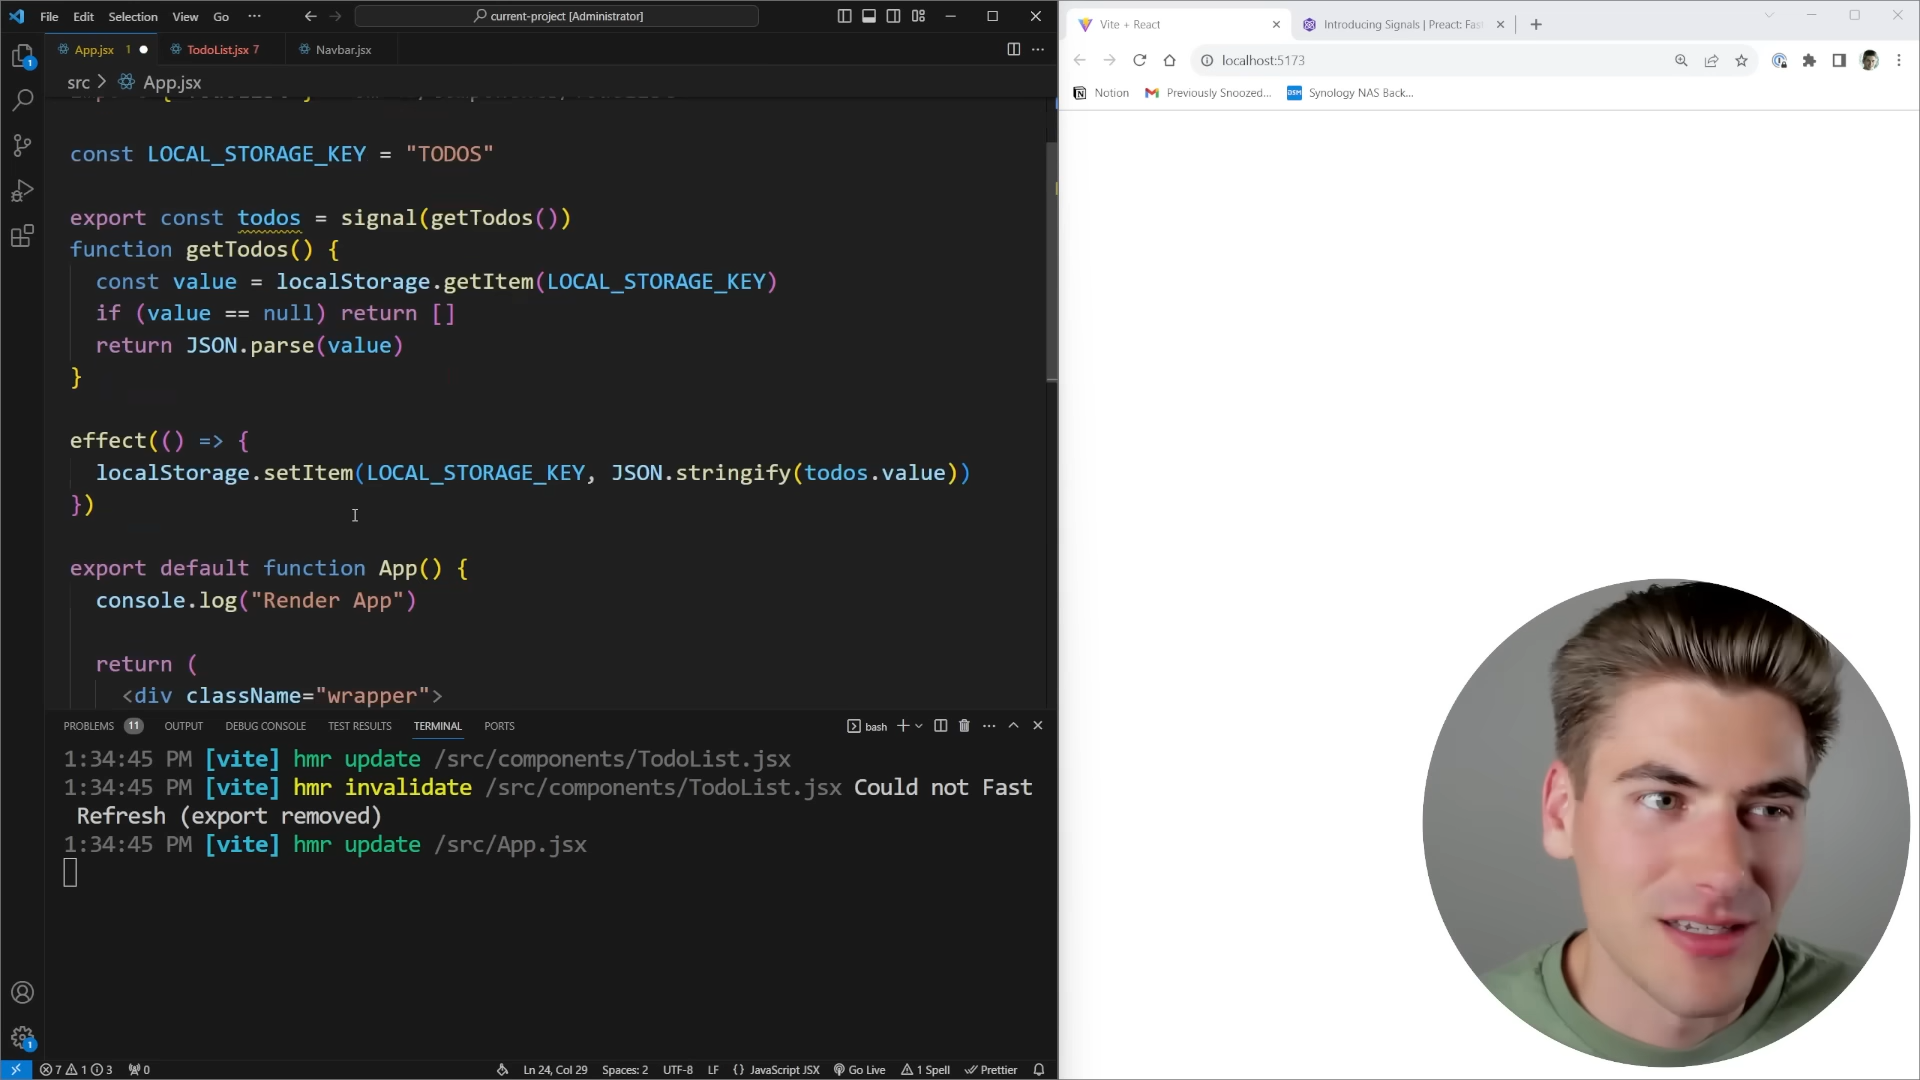 File Edit Selection View Go ···
current-project [Administrator]
App.jsx 1
TodoList.jsx 7
Navbar.jsx
src > App.jsx
const LOCAL_STORAGE_KEY = "TODOS"
export const todos = signal(getTodos())
function getTodos() {
const value = localStorage.getItem(LOCAL_STORAGE_KEY)
if (value == null) return []
return JSON.parse(value)
}
effect(() => {
localStorage.setItem(LOCAL_STORAGE_KEY, JSON.stringify(todos.value))
})
export default function App() {
console.log("Render App")
return (
<div className="wrapper">
PROBLEMS 11 OUTPUT DEBUG CONSOLE TEST RESULTS TERMINAL PORTS
bash
1:34:45 PM [vite] hmr update /src/components/TodoList.jsx
1:34:45 PM [vite] hmr invalidate /src/components/TodoList.jsx Could not Fast
Refresh (export removed)
1:34:45 PM [vite] hmr update /src/App.jsx
7 1 3 0
Ln 24, Col 29 Spaces: 2 UTF-8 LF {} JavaScript JSX Go Live 1 Spell Prettier
Vite + React
Introducing Signals | Preact: Fas
localhost:5173
Notion
Previously Snoozed...
Synology NAS Back...